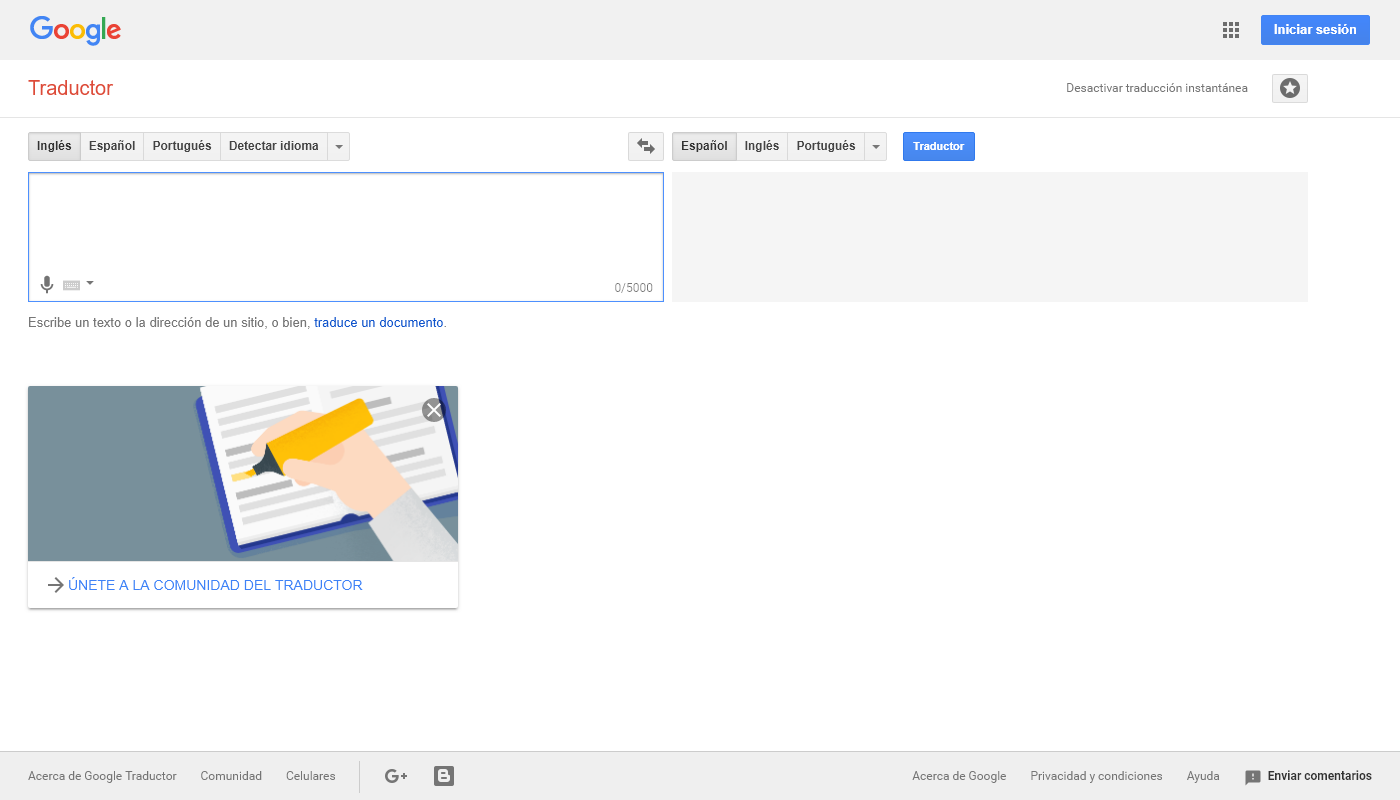 Google
Iniciar sesión
Traductor
Desactivar traducción instantánea
Inglés Español Portugués Detectar idioma
Español Inglés Portugués Traductor
0/5000
Escribe un texto o la dirección de un sitio, o bien, traduce un documento.
ÚNETE A LA COMUNIDAD DEL TRADUCTOR
Acerca de Google Traductor Comunidad Celulares G+
Acerca de Google Privacidad y condiciones Ayuda Enviar comentarios